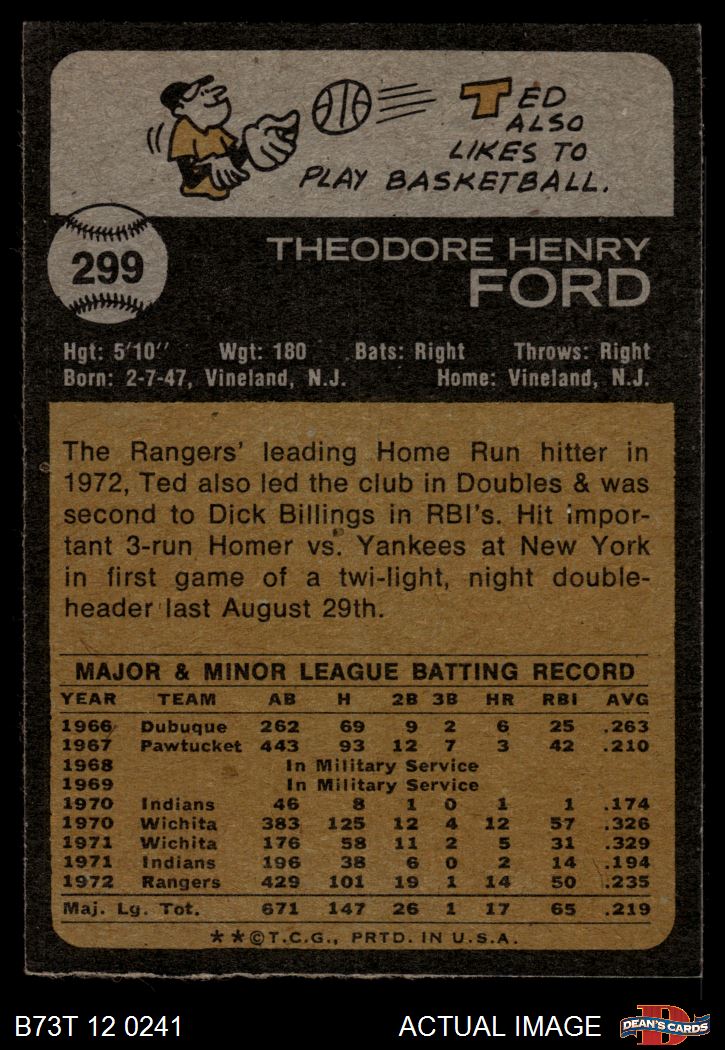 TED
ALSO
LIKES TO
PLAY BASKETBALL.
299
THEODORE HENRY
FORD
Hgt: 5'10" Wgt: 180 Bats: Right Throws: Right
Born: 2-7-47, Vineland, N.J. Home: Vineland, N.J.
The Rangers' leading Home Run hitter in
1972, Ted also led the club in Doubles & was
second to Dick Billings in RBI's. Hit impor-
tant 3-run Homer vs. Yankees at New York
in first game of a twi-light, night double-
header last August 29th.
MAJOR & MINOR LEAGUE BATTING RECORD
YEAR TEAM AB H 2B 3B HR RBI AVG
1966 Dubuque 262 69 9 2 6 25 .263
1967 Pawtucket 443 93 12 7 3 42 .210
1968 In Military Service
1969 In Military Service
1970 Indians 46 8 1 0 1 1 .174
1970 Wichita 383 125 12 4 12 57 .326
1971 Wichita 176 58 11 2 5 31 .329
1971 Indians 196 38 6 0 2 14 .194
1972 Rangers 429 101 19 1 14 50 .235
Maj. Lg. Tot. 671 147 26 1 17 65 .219
**©T.C.G., PRTD. IN U.S.A.
B73T 12 0241 ACTUAL IMAGE
D
DEAN'S CARDS